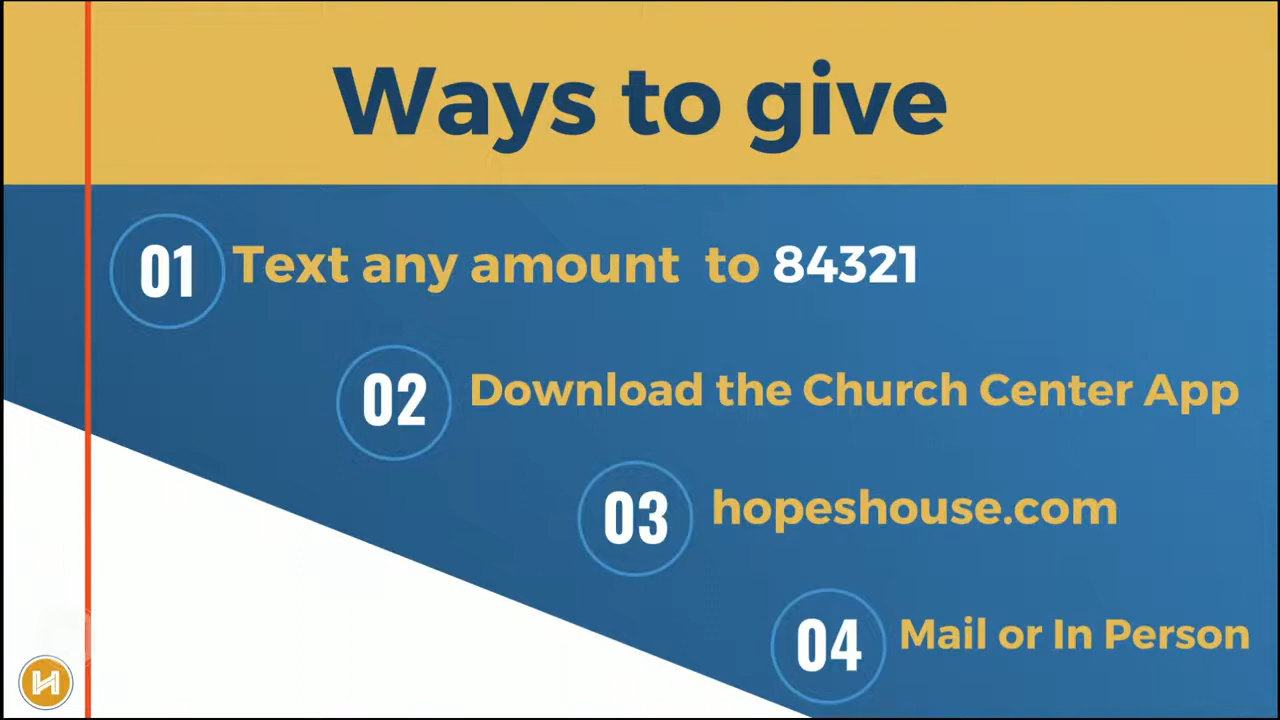 Ways to give
01 Text any amount to 84321
02 Download the Church Center App
03 hopeshouse.com
04 Mail or In Person
H